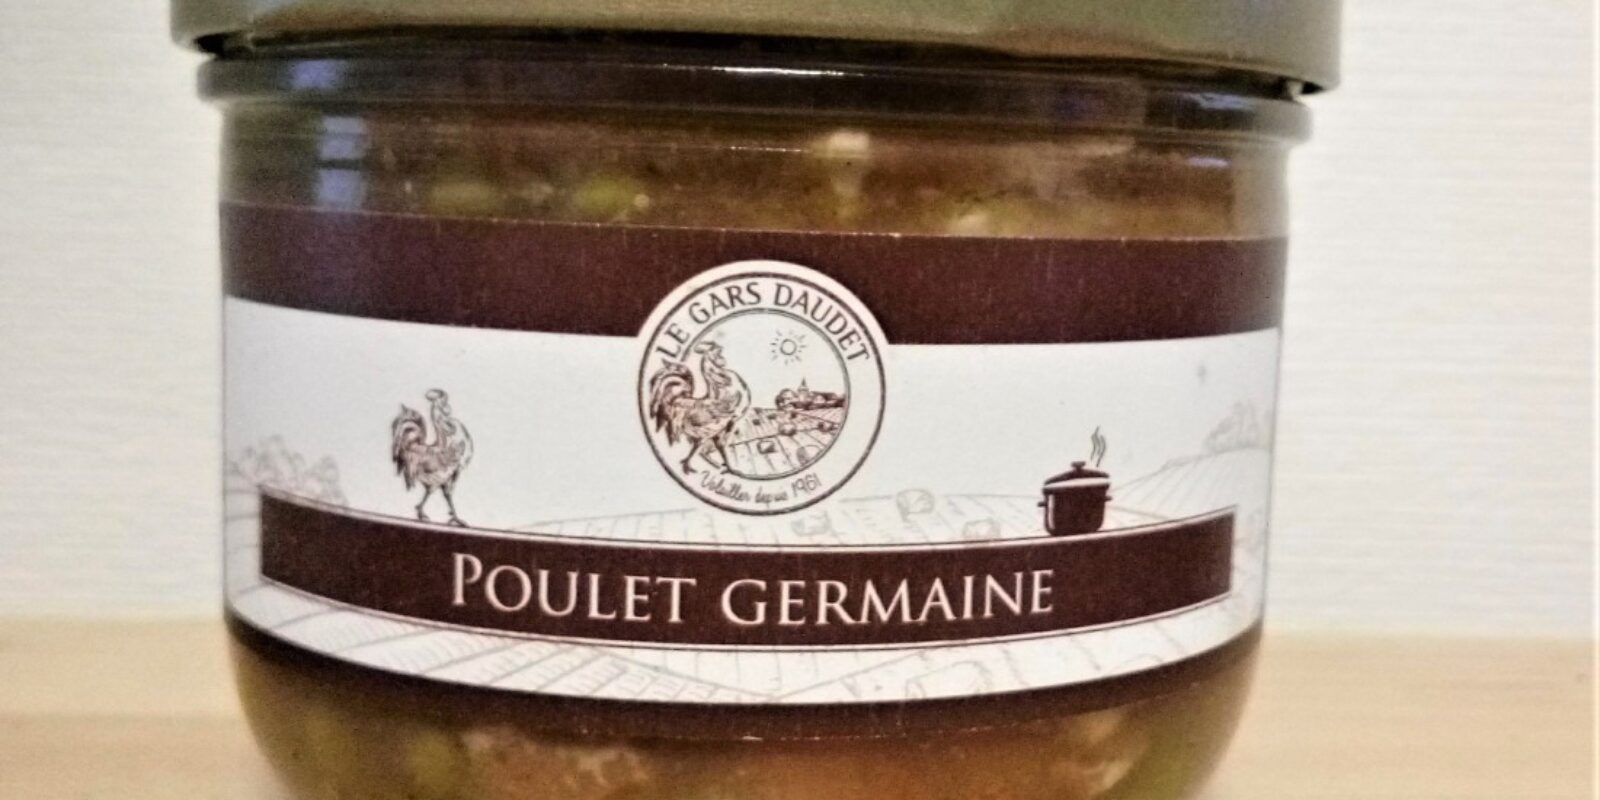 LE GARS DAUDET
Volailler depuis 1961
POULET GERMAINE